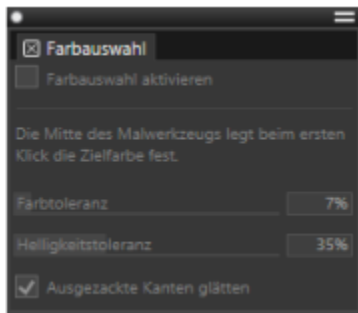 Farbauswahl
Farbauswahl aktivieren
Die Mitte des Malwerkzeugs legt beim ersten
Klick die Zielfarbe fest.
Farbtoleranz 7%
Helligkeitstoleranz 35%
Ausgezackte Kanten glätten